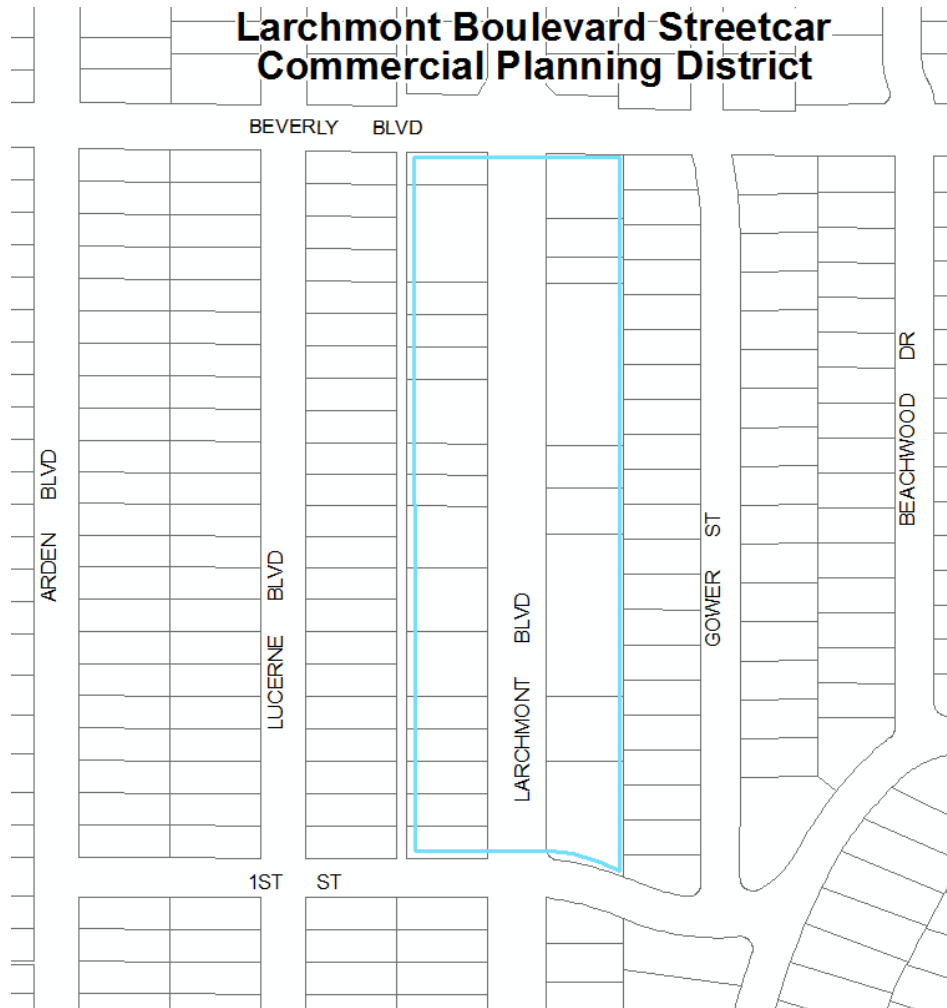 Larchmont Boulevard Streetcar
Commercial Planning District
BEVERLY BLVD
ARDEN BLVD
LUCERNE BLVD
LARCHMONT BLVD
GOWER ST
BEACHWOOD DR
1ST ST